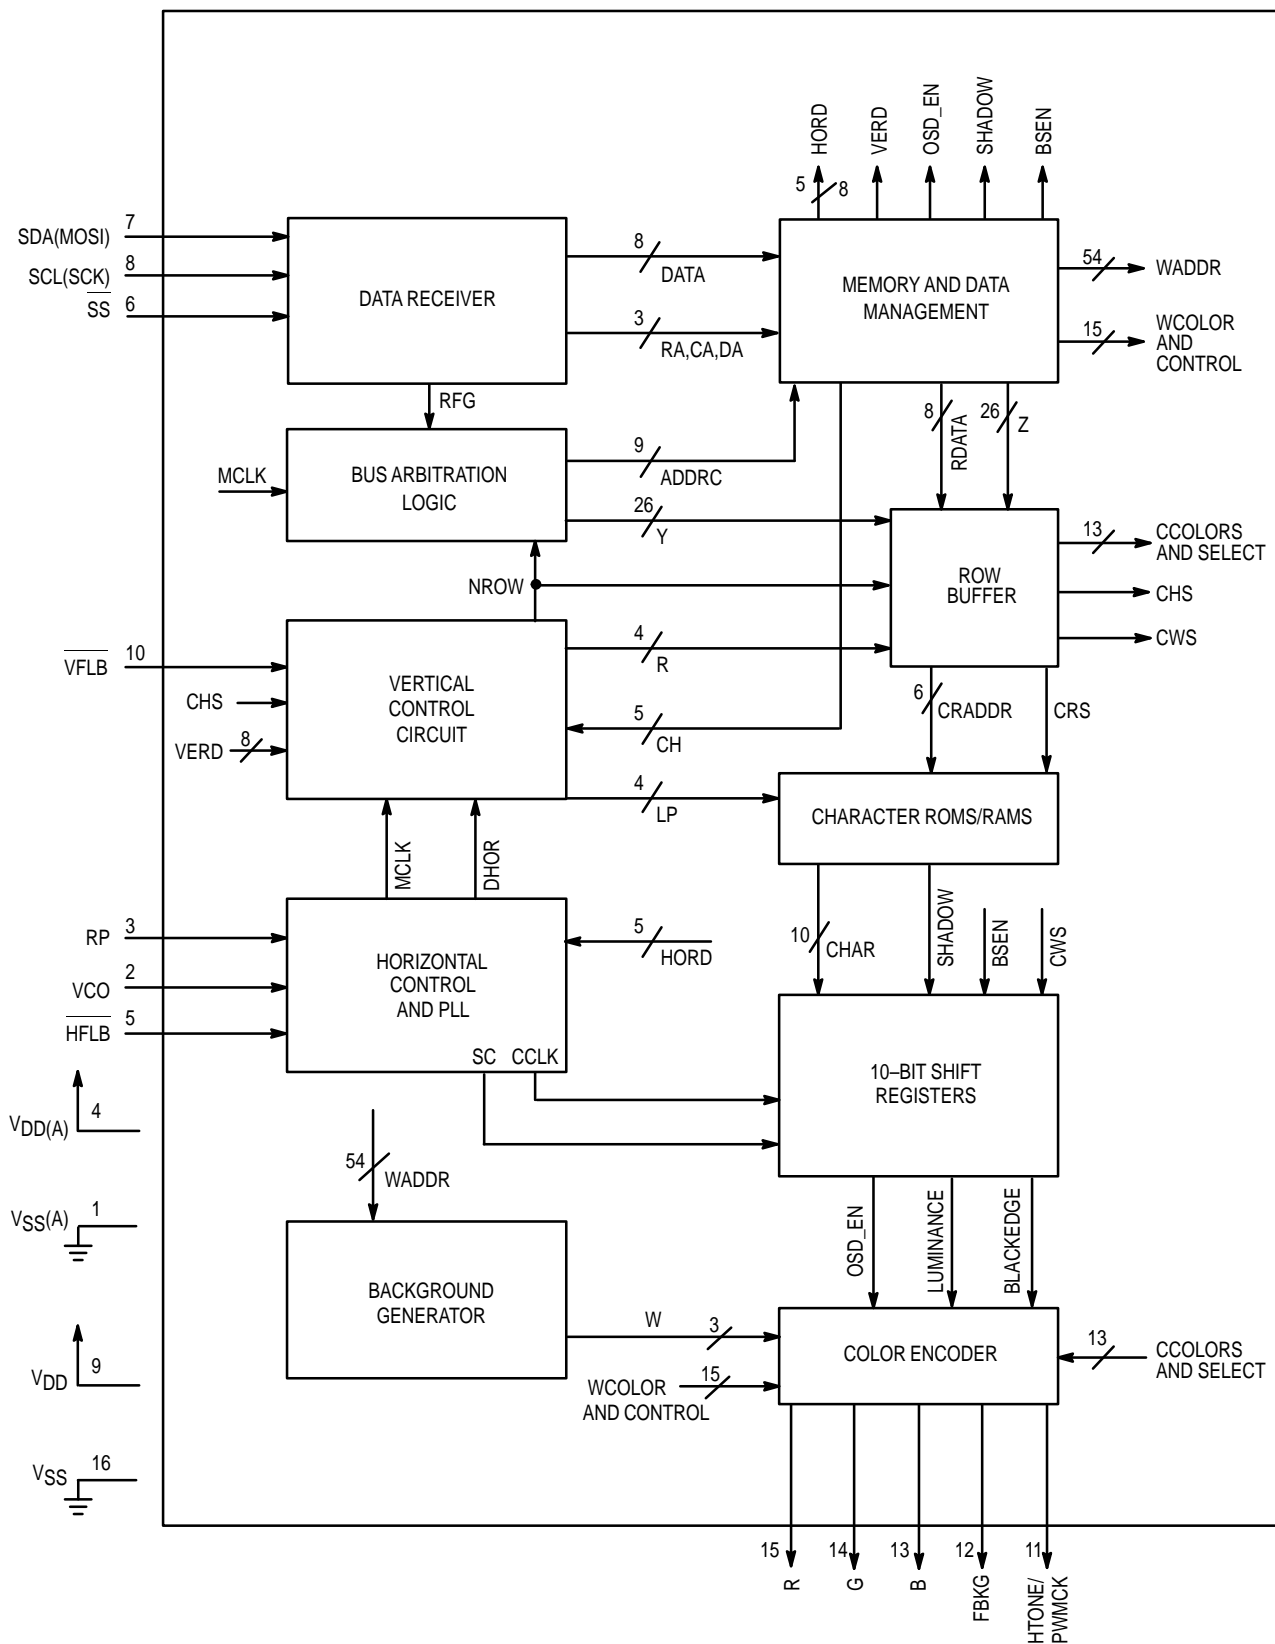 HORD
VERD
OSD_EN
SHADOW
BSEN
5 8
SDA(MOSI) 7
SCL(SCK) 8
SS 6
DATA RECEIVER
8
DATA
3
RA,CA,DA
MEMORY AND DATA
MANAGEMENT
54
WADDR
15
WCOLOR
AND
CONTROL
RFG
8
RDATA
26
Z
MCLK
BUS ARBITRATION
LOGIC
9
ADDRC
26
Y
NROW
ROW
BUFFER
13
CCOLORS
AND SELECT
CHS
CWS
VFLB 10
CHS
VERD 8
VERTICAL
CONTROL
CIRCUIT
4
R
5
CH
4
LP
6
CRADDR
CRS
CHARACTER ROMS/RAMS
MCLK
DHOR
RP 3
VCO 2
HFLB 5
HORIZONTAL
CONTROL
AND PLL
SC CCLK
5
HORD
10
CHAR
SHADOW
BSEN
CWS
10–BIT SHIFT
REGISTERS
VDD(A) 4
VSS(A) 1
VDD 9
VSS 16
54
WADDR
BACKGROUND
GENERATOR
OSD_EN
LUMINANCE
BLACKEDGE
W 3
COLOR ENCODER
13
CCOLORS
AND SELECT
WCOLOR 15
AND CONTROL
15
R
14
G
13
B
12
FBKG
11
HTONE/
PWMCK